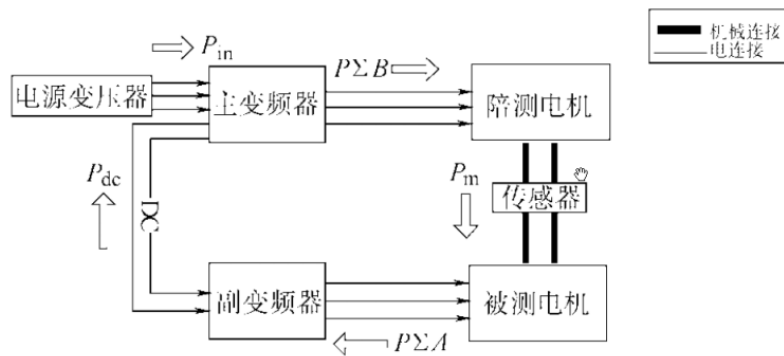 机械连接
电连接
P_in
PΣB
电源变压器
主变频器
陪测电机
P_dc
DC
P_m
传感器
副变频器
被测电机
PΣA